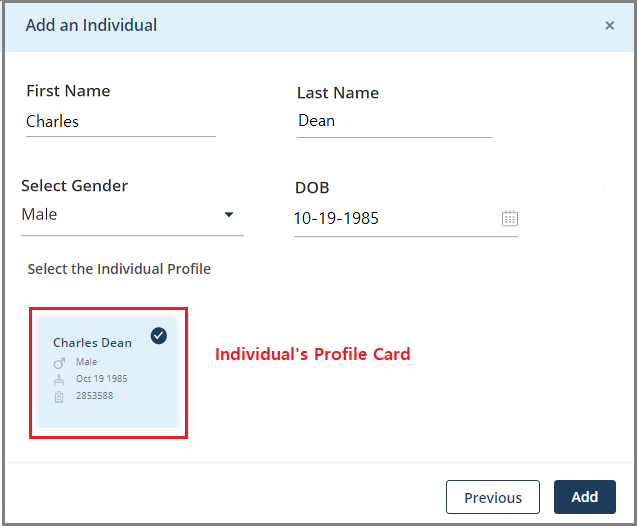 Add an Individual ×
First Name
Last Name
Charles
Dean
Select Gender
DOB
Male
10-19-1985
Select the Individual Profile
Charles Dean
Male
Oct 19 1985
2853588
Individual's Profile Card
Previous
Add